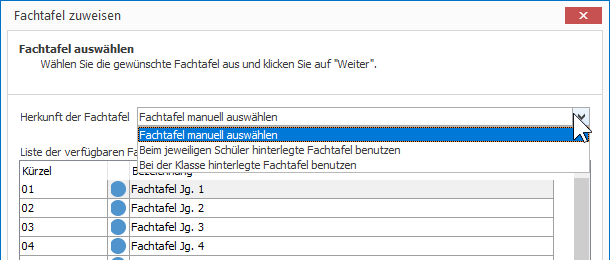 Fachtafel zuweisen
Fachtafel auswählen
Wählen Sie die gewünschte Fachtafel aus und klicken Sie auf "Weiter".
Herkunft der Fachtafel Fachtafel manuell auswählen
Fachtafel manuell auswählen
Beim jeweiligen Schüler hinterlegte Fachtafel benutzen
Bei der Klasse hinterlegte Fachtafel benutzen
Liste der verfügbaren
Kürzel Bezeichnung
01 Fachtafel Jg. 1
02 Fachtafel Jg. 2
03 Fachtafel Jg. 3
04 Fachtafel Jg. 4